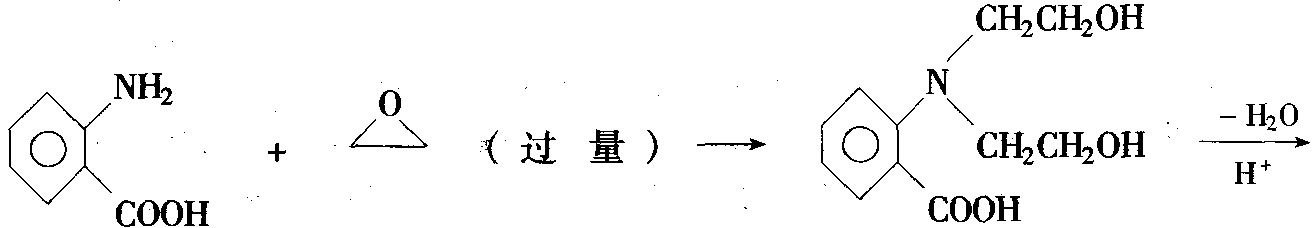 CH₂CH₂OH
NH₂
N
O
+
(过量)
CH₂CH₂OH
− H₂O
H⁺
COOH
COOH